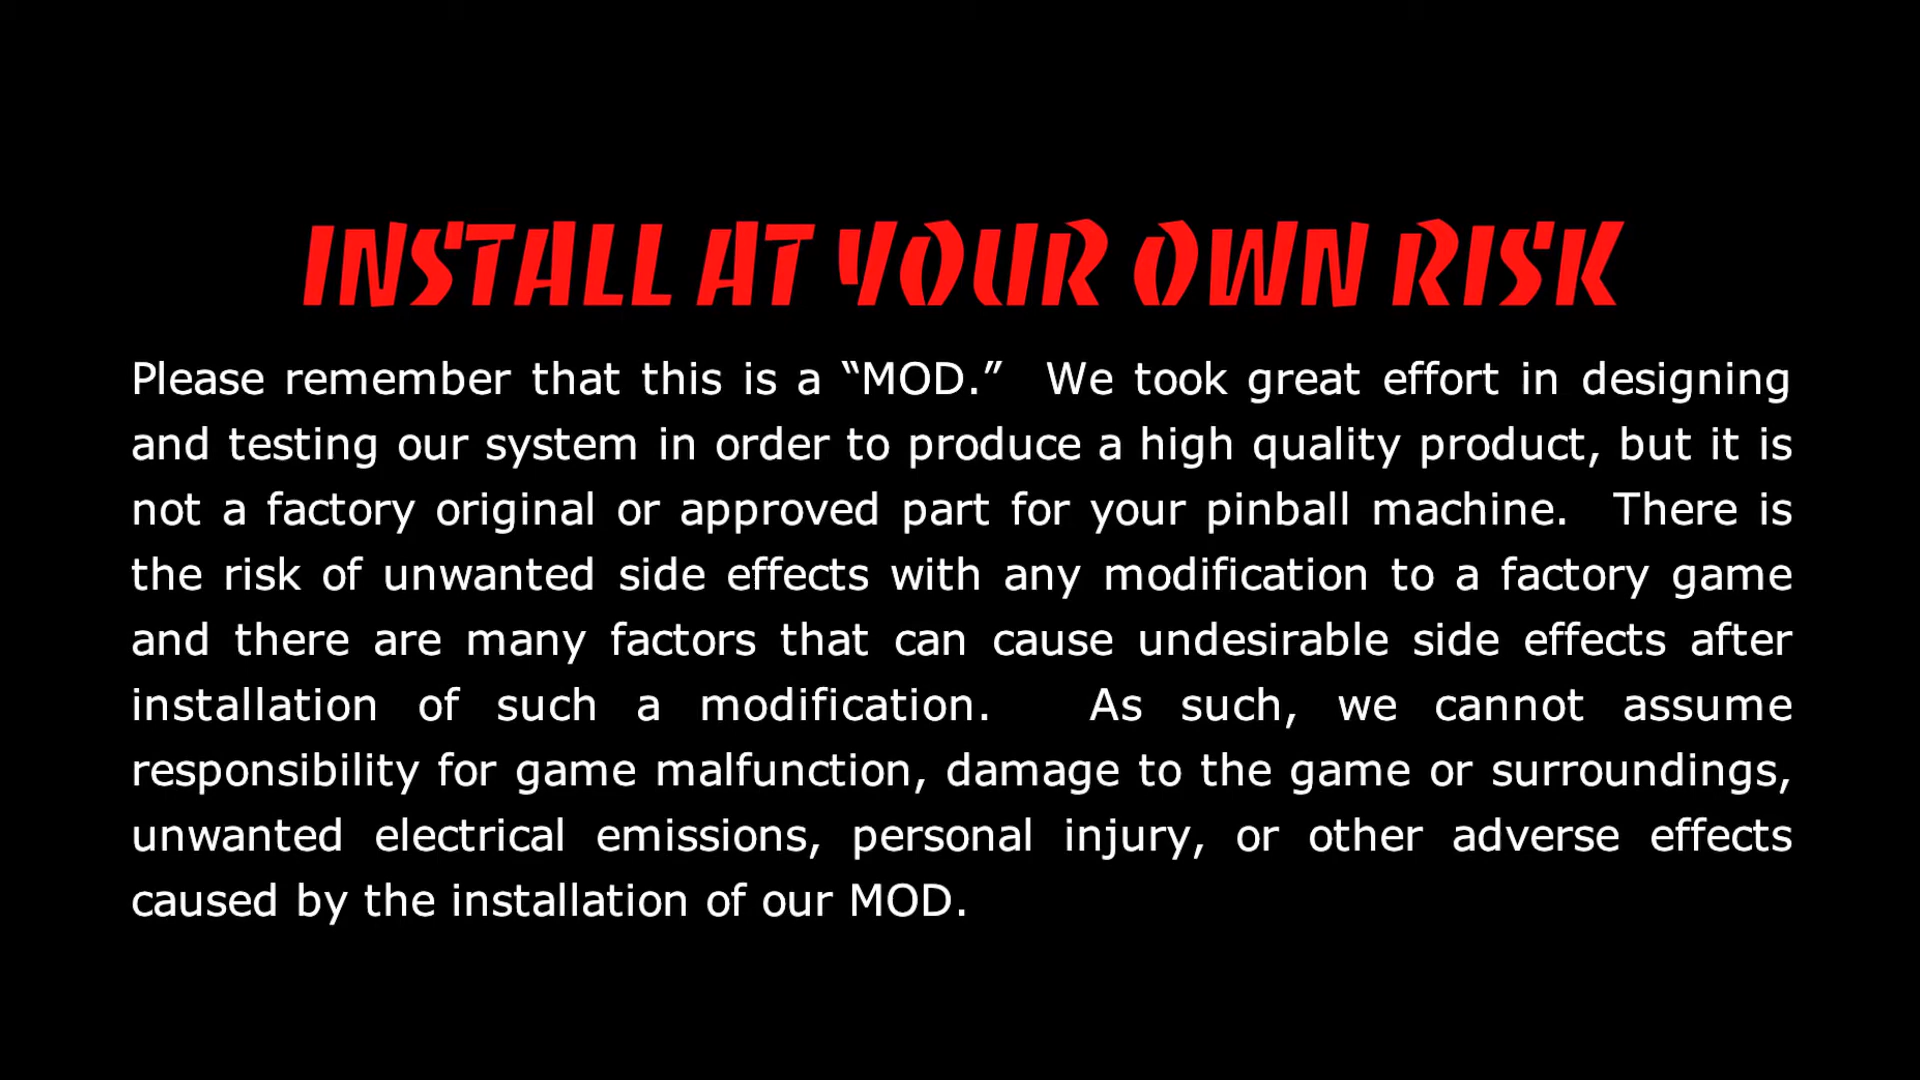 INSTALL AT YOUR OWN RISK
Please remember that this is a “MOD.” We took great effort in designing
and testing our system in order to produce a high quality product, but it is
not a factory original or approved part for your pinball machine. There is
the risk of unwanted side effects with any modification to a factory game
and there are many factors that can cause undesirable side effects after
installation of such a modification. As such, we cannot assume
responsibility for game malfunction, damage to the game or surroundings,
unwanted electrical emissions, personal injury, or other adverse effects
caused by the installation of our MOD.